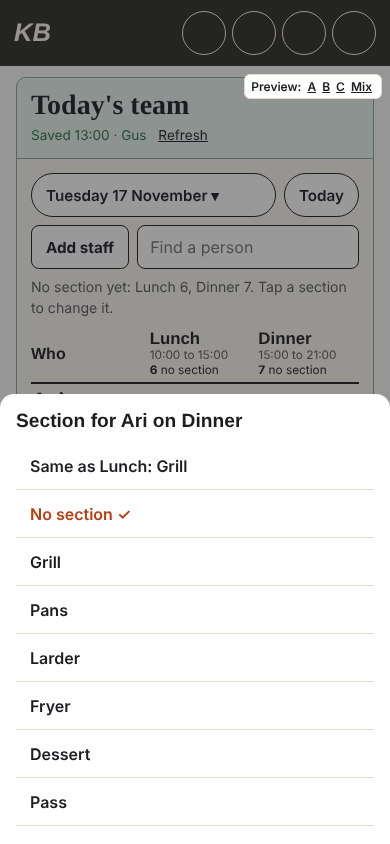 KB
Preview: A B C Mix
Today's team
Saved 13:00 · Gus Refresh
Tuesday 17 November ▾ Today
Add staff Find a person
No section yet: Lunch 6, Dinner 7. Tap a section
to change it.
Who Lunch Dinner
10:00 to 15:00 15:00 to 21:00
6 no section 7 no section
Section for Ari on Dinner
Same as Lunch: Grill
No section ✓
Grill
Pans
Larder
Fryer
Dessert
Pass